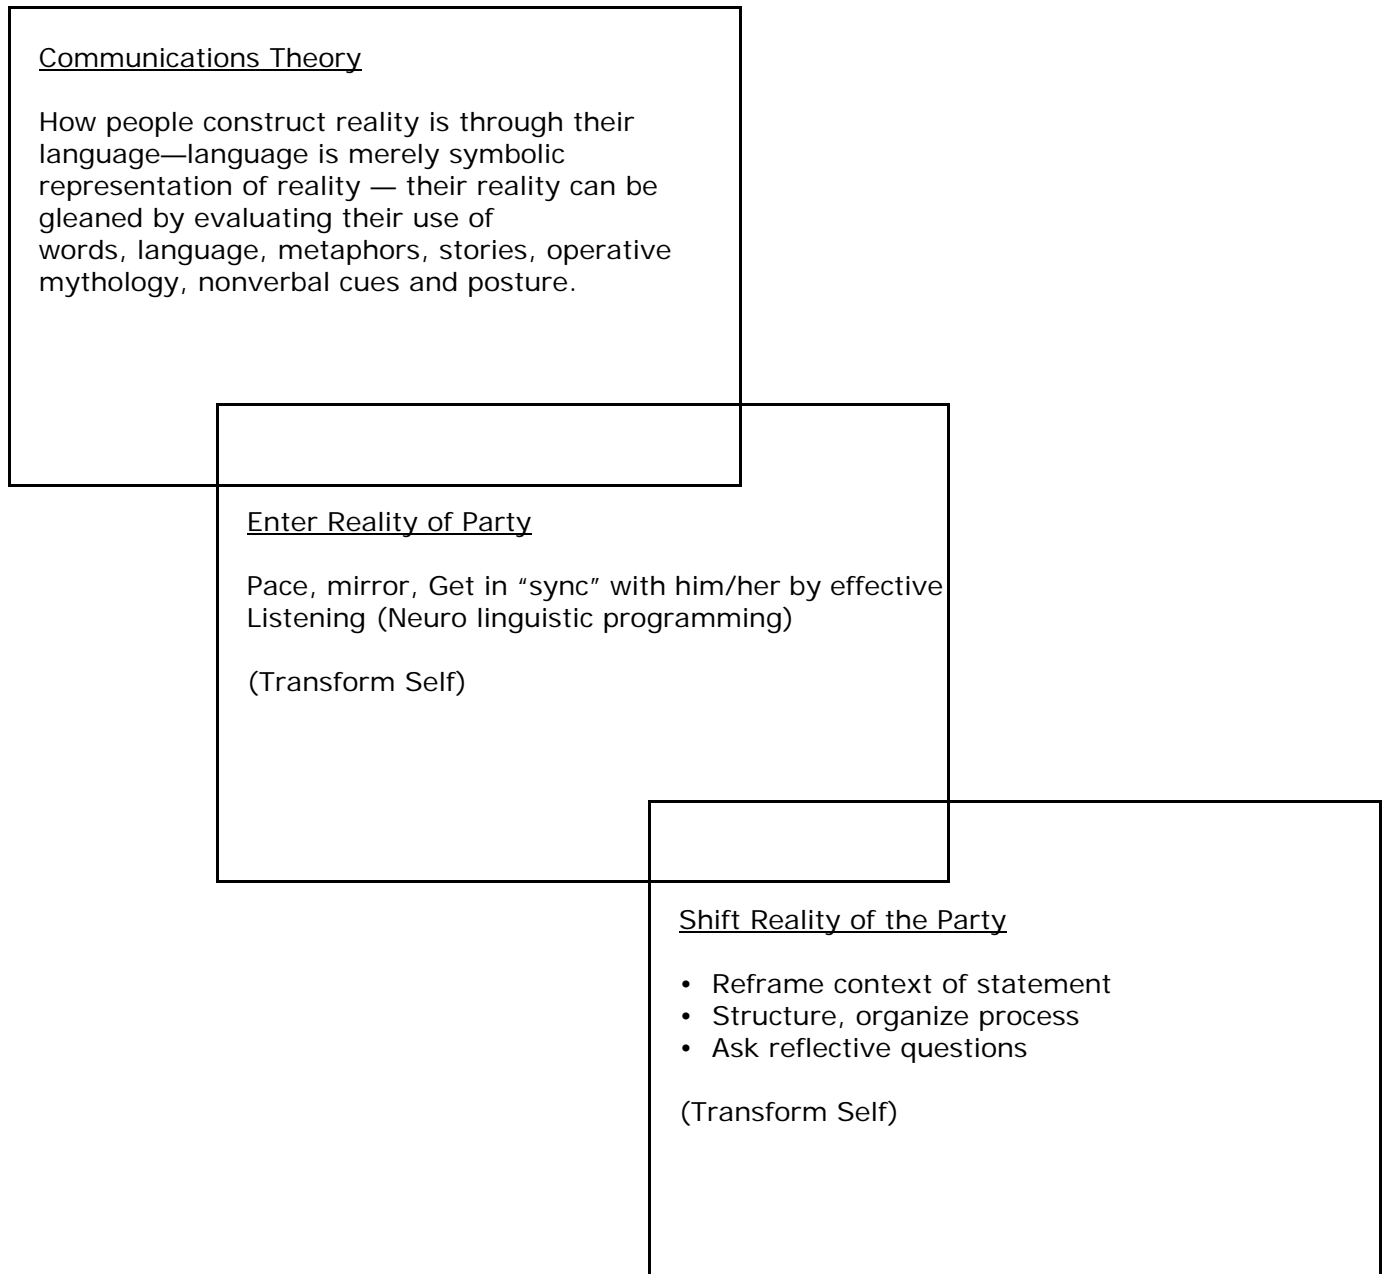 Communications Theory
How people construct reality is through their
language—language is merely symbolic
representation of reality — their reality can be
gleaned by evaluating their use of
words, language, metaphors, stories, operative
mythology, nonverbal cues and posture.
Enter Reality of Party
Pace, mirror, Get in “sync” with him/her by effective
Listening (Neuro linguistic programming)
(Transform Self)
Shift Reality of the Party
• Reframe context of statement
• Structure, organize process
• Ask reflective questions
(Transform Self)